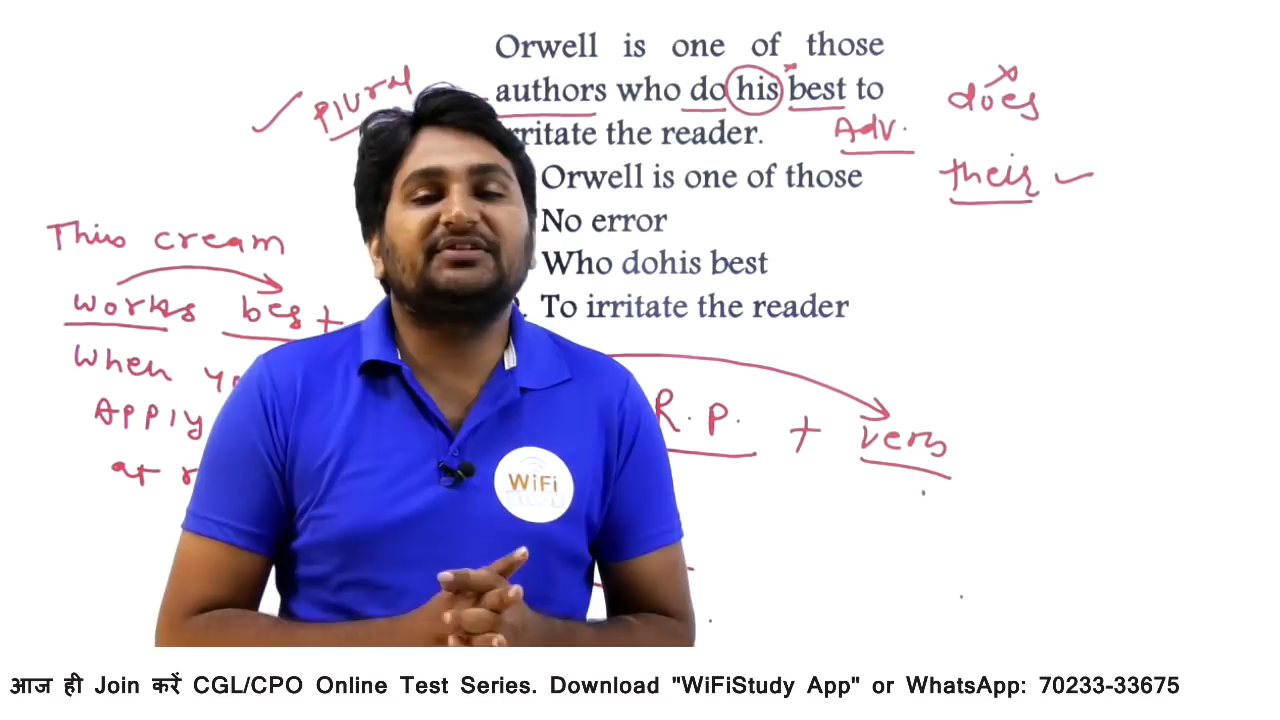 Orwell is one of those
authors who do his best to
irritate the reader.
Orwell is one of those
No error
Who dohis best
To irritate the reader
Plural
does
Adv.
their
This cream
works best
When
Apply
at
R.P. + verb
WiFi
STUDY
आज ही Join करें CGL/CPO Online Test Series. Download "WiFiStudy App" or WhatsApp: 70233-33675